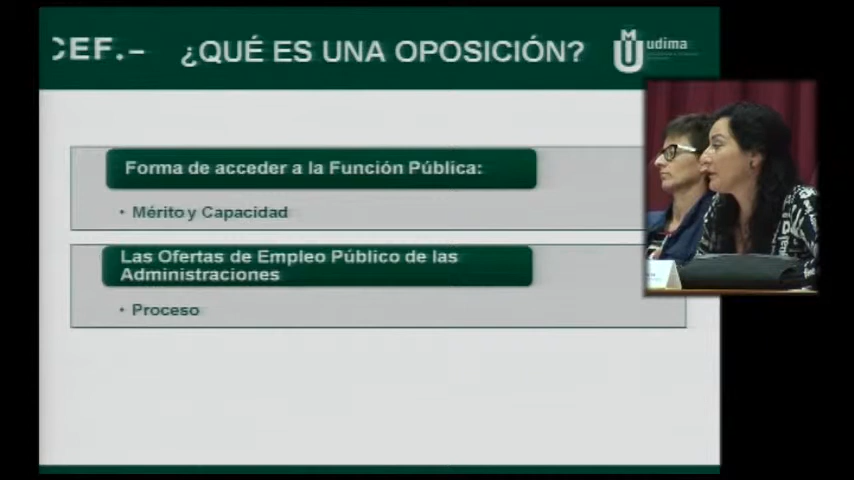 CEF.–
¿QUÉ ES UNA OPOSICIÓN?
udima
Forma de acceder a la Función Pública:
• Mérito y Capacidad
Las Ofertas de Empleo Público de las
Administraciones
• Proceso